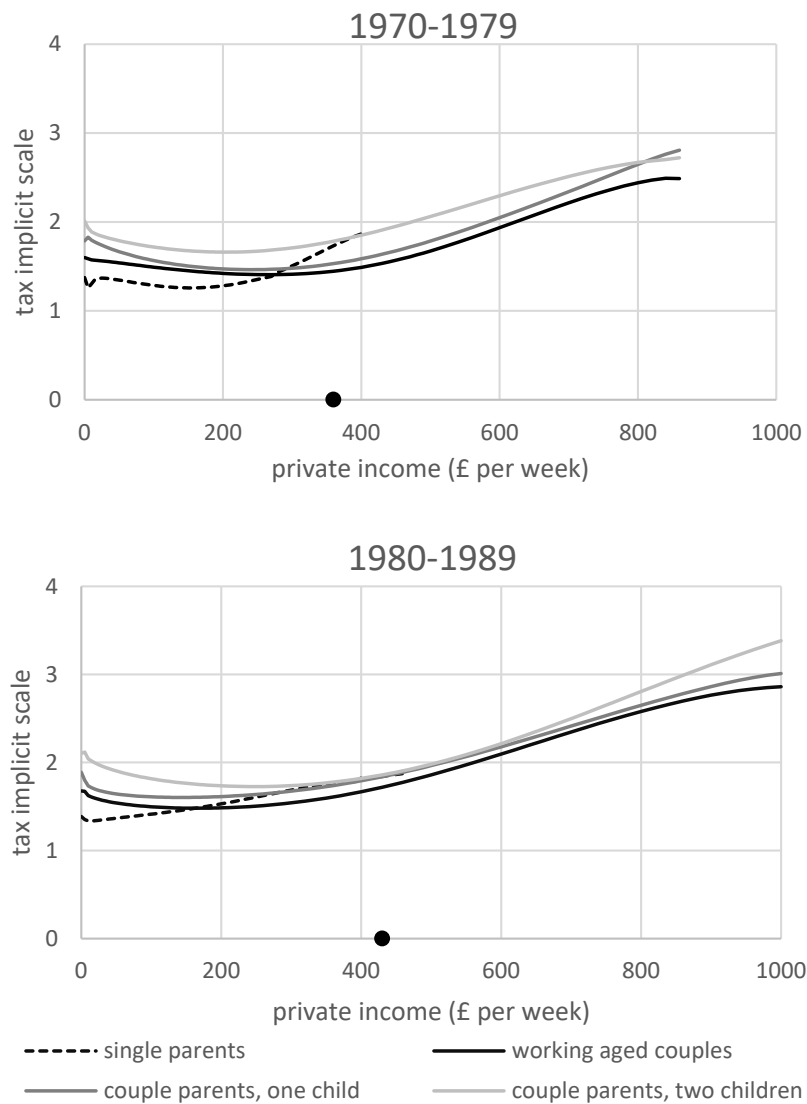 1970-1979
4
3
2
1
0
tax implicit scale
0 200 400 600 800 1000
private income (£ per week)
1980-1989
4
3
2
1
0
tax implicit scale
0 200 400 600 800 1000
private income (£ per week)
single parents
working aged couples
couple parents, one child
couple parents, two children